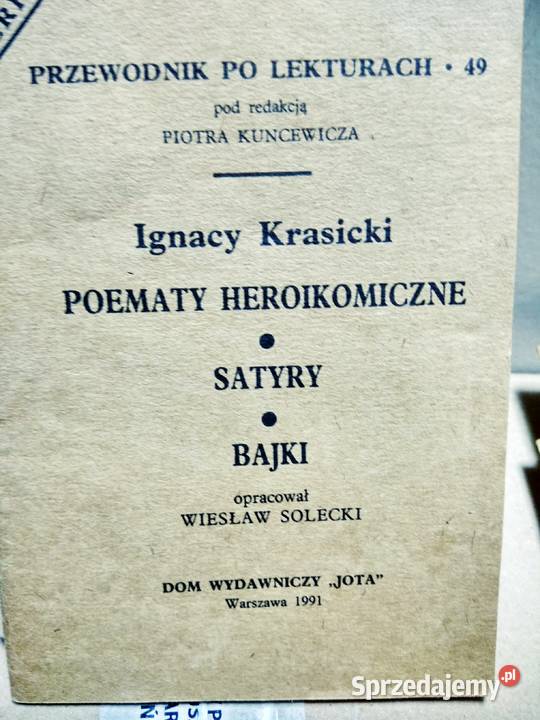 PRZEWODNIK PO LEKTURACH • 49
pod redakcją
PIOTRA KUNCEWICZA
Ignacy Krasicki
POEMATY HEROIKOMICZNE
•
SATYRY
•
BAJKI
opracował
WIESŁAW SOLECKI
DOM WYDAWNICZY „JOTA”
Warszawa 1991
Sprzedajemy.pl